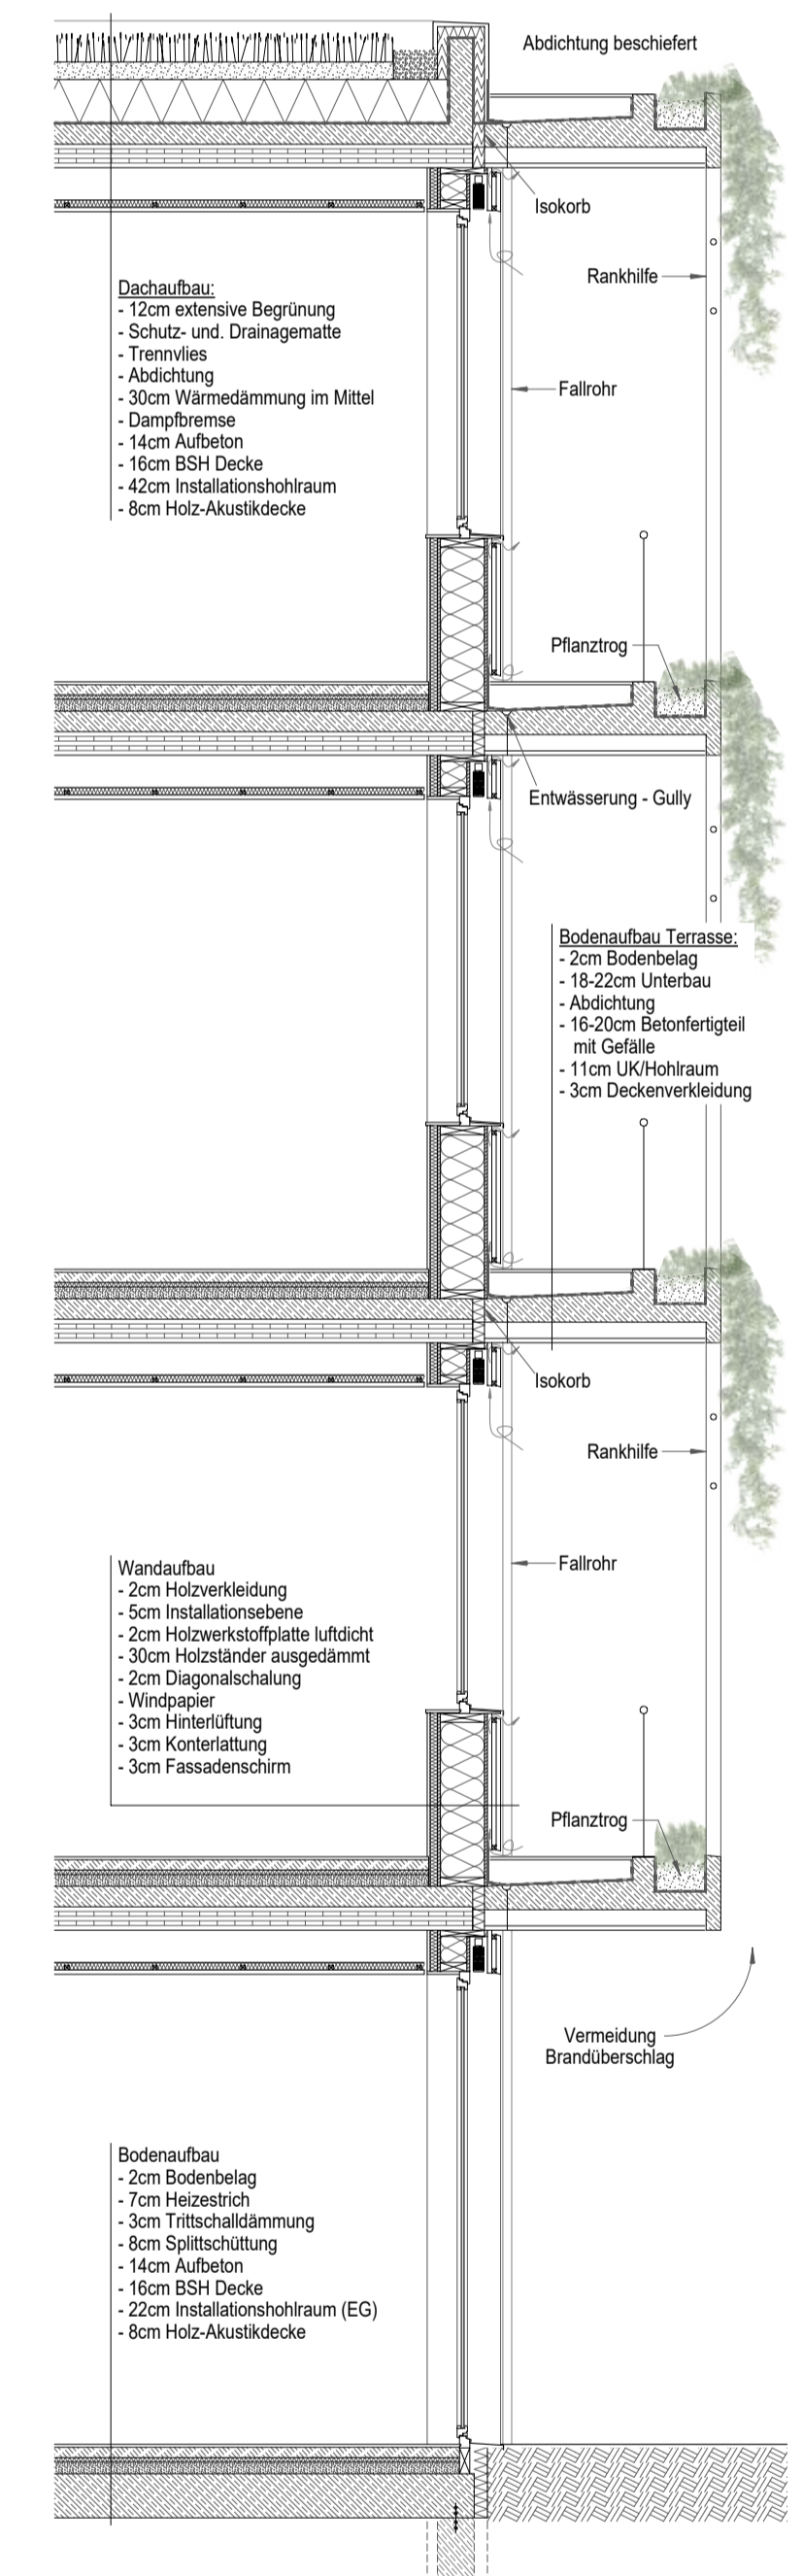 Abdichtung beschiefert
Isokorb
Rankhilfe
Dachaufbau:
- 12cm extensive Begrünung
- Schutz- und. Drainagematte
- Trennvlies
- Abdichtung
- 30cm Wärmedämmung im Mittel
- Dampfbremse
- 14cm Aufbeton
- 16cm BSH Decke
- 42cm Installationshohlraum
- 8cm Holz-Akustikdecke
Fallrohr
Pflanztrog
Entwässerung - Gully
Bodenaufbau Terrasse:
- 2cm Bodenbelag
- 18-22cm Unterbau
- Abdichtung
- 16-20cm Betonfertigteil
mit Gefälle
- 11cm UK/Hohlraum
- 3cm Deckenverkleidung
Isokorb
Rankhilfe
Fallrohr
Wandaufbau
- 2cm Holzverkleidung
- 5cm Installationsebene
- 2cm Holzwerkstoffplatte luftdicht
- 30cm Holzständer ausgedämmt
- 2cm Diagonalschalung
- Windpapier
- 3cm Hinterlüftung
- 3cm Konterlattung
- 3cm Fassadenschirm
Pflanztrog
Vermeidung
Brandüberschlag
Bodenaufbau
- 2cm Bodenbelag
- 7cm Heizestrich
- 3cm Trittschalldämmung
- 8cm Splittschüttung
- 14cm Aufbeton
- 16cm BSH Decke
- 22cm Installationshohlraum (EG)
- 8cm Holz-Akustikdecke